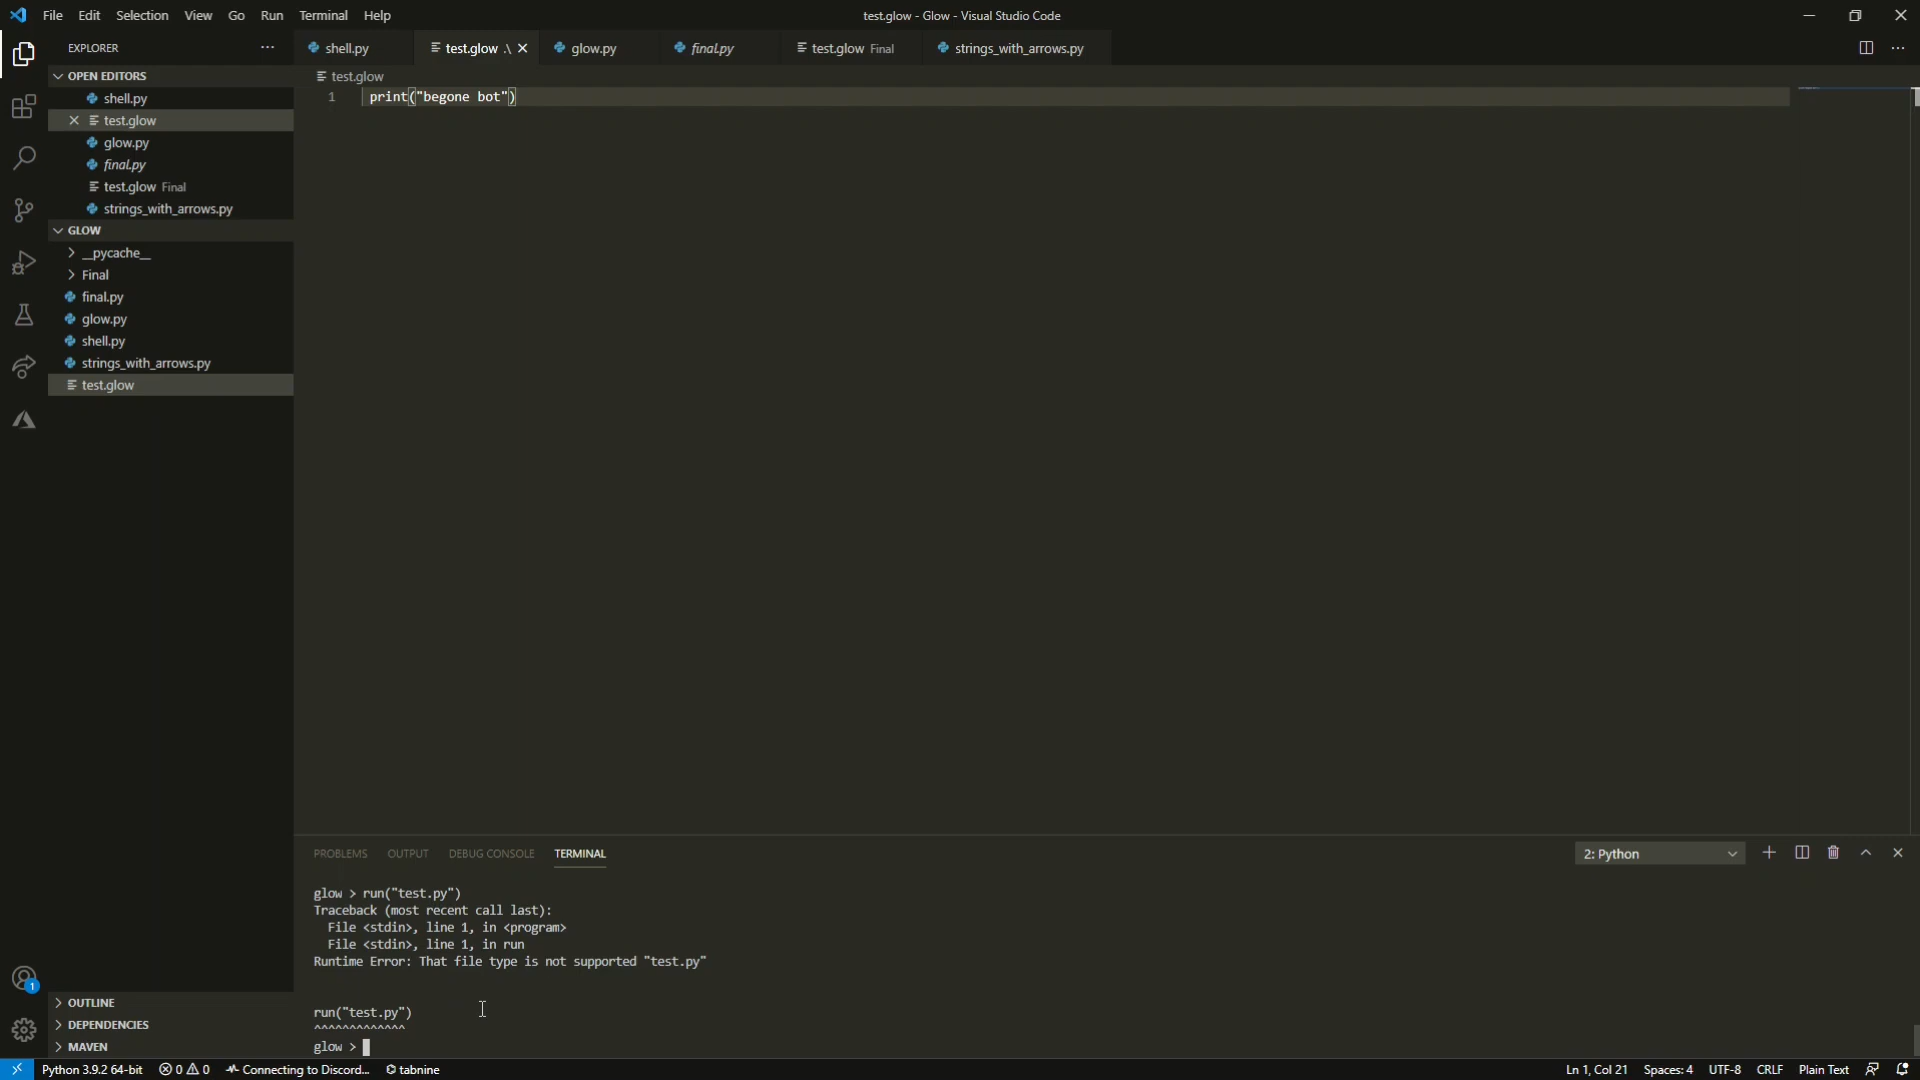 File Edit Selection View Go Run Terminal Help
test.glow - Glow - Visual Studio Code
EXPLORER
shell.py
test.glow .\
glow.py
final.py
test.glow Final
strings_with_arrows.py
OPEN EDITORS
shell.py
test.glow
glow.py
final.py
test.glow Final
strings_with_arrows.py
GLOW
__pycache__
Final
final.py
glow.py
shell.py
strings_with_arrows.py
test.glow
OUTLINE
DEPENDENCIES
MAVEN
test.glow
1 print("begone bot")
PROBLEMS OUTPUT DEBUG CONSOLE TERMINAL
2: Python
glow > run("test.py")
Traceback (most recent call last):
File <stdin>, line 1, in <program>
File <stdin>, line 1, in run
Runtime Error: That file type is not supported "test.py"
run("test.py")
^^^^^^^^^^^^^
glow >
1
Python 3.9.2 64-bit 0 0 Connecting to Discord... tabnine
Ln 1, Col 21 Spaces: 4 UTF-8 CRLF Plain Text